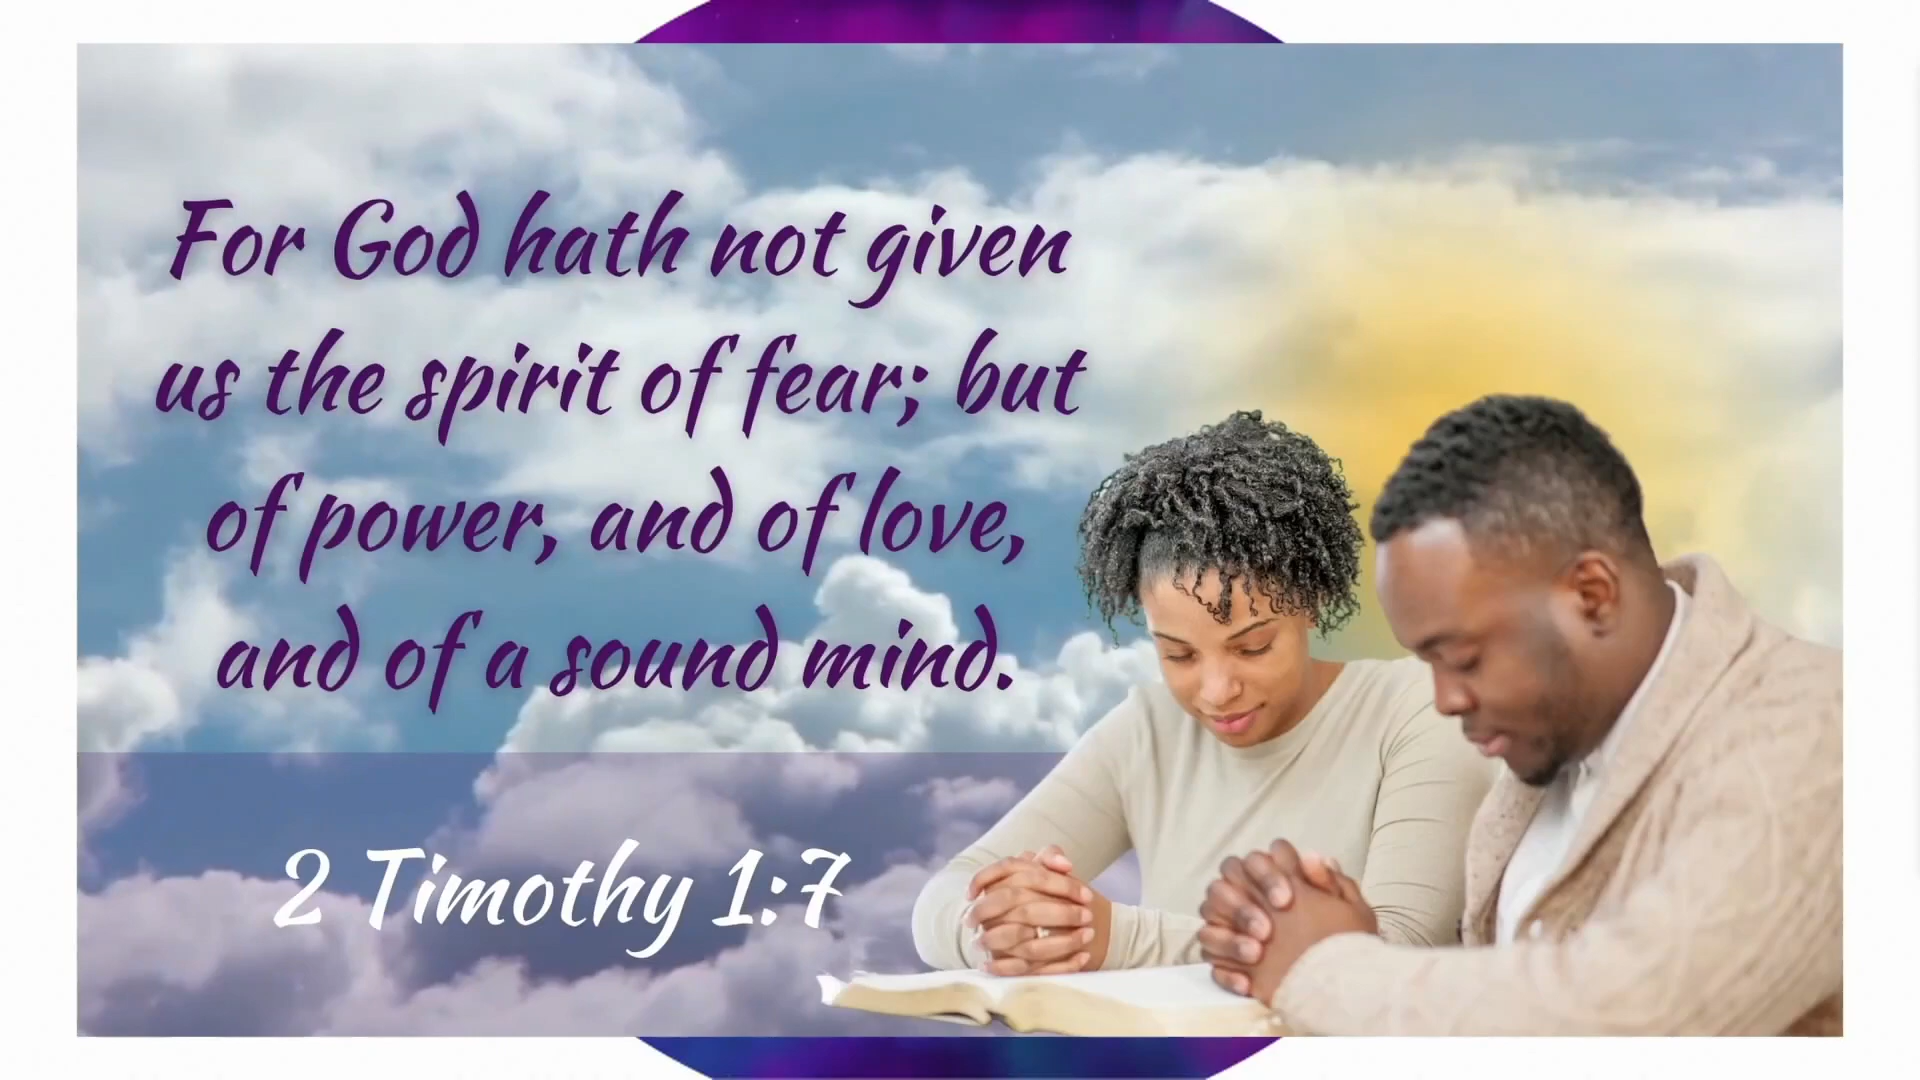 For God hath not given
us the spirit of fear; but
of power, and of love,
and of a sound mind.
2 Timothy 1:7